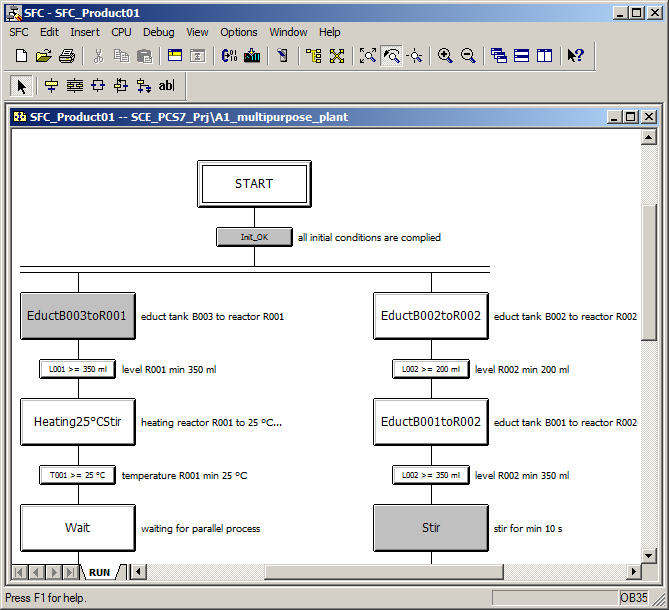 SFC - SFC_Product01
SFC Edit Insert CPU Debug View Options Window Help
abl
SFC_Product01 -- SCE_PCS7_Prj\A1_multipurpose_plant
START
Init_OK all initial conditions are complied
EductB003toR001 educt tank B003 to reactor R001 EductB002toR002 educt tank B002 to reactor R002
L001 >= 350 ml level R001 min 350 ml L002 >= 200 ml level R002 min 200 ml
Heating25°CStir heating reactor R001 to 25 °C... EductB001toR002 educt tank B001 to reactor R002
T001 >= 25 °C temperature R001 min 25 °C L002 >= 350 ml level R002 min 350 ml
Wait waiting for parallel process Stir stir for min 10 s
RUN
Press F1 for help. OB35